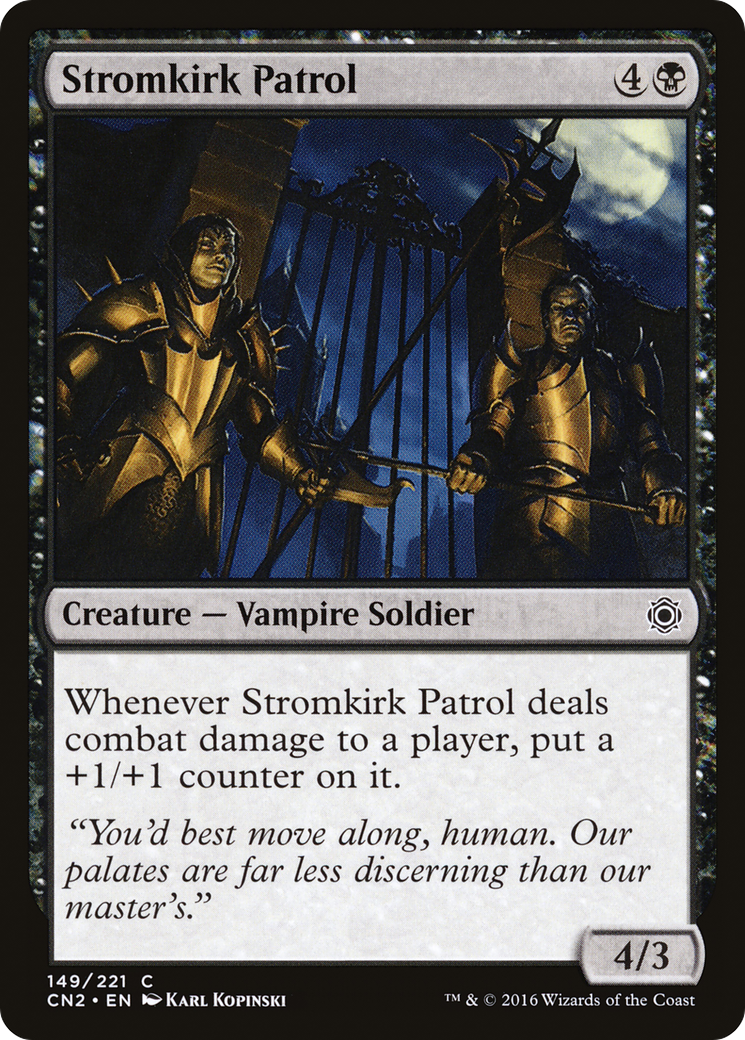 Stromkirk Patrol 4
Creature — Vampire Soldier
Whenever Stromkirk Patrol deals
combat damage to a player, put a
+1/+1 counter on it.
“You’d best move along, human. Our
palates are far less discerning than our
master’s.”
4/3
149/221 C
CN2 • EN Karl Kopinski
™ & © 2016 Wizards of the Coast